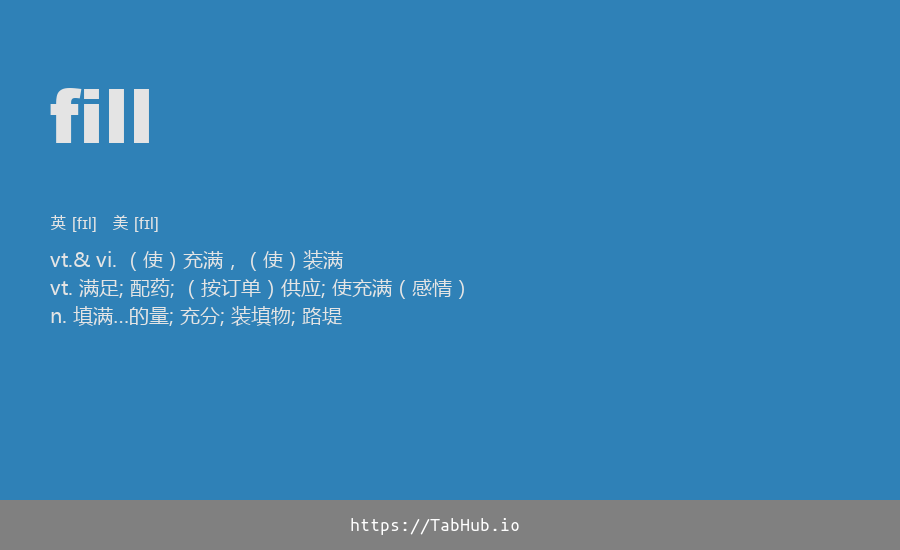 fill
英 [fɪl] 美 [fɪl]
vt.& vi. （使）充满，（使）装满
vt. 满足; 配药; （按订单）供应; 使充满（感情）
n. 填满…的量; 充分; 装填物; 路堤
https://TabHub.io